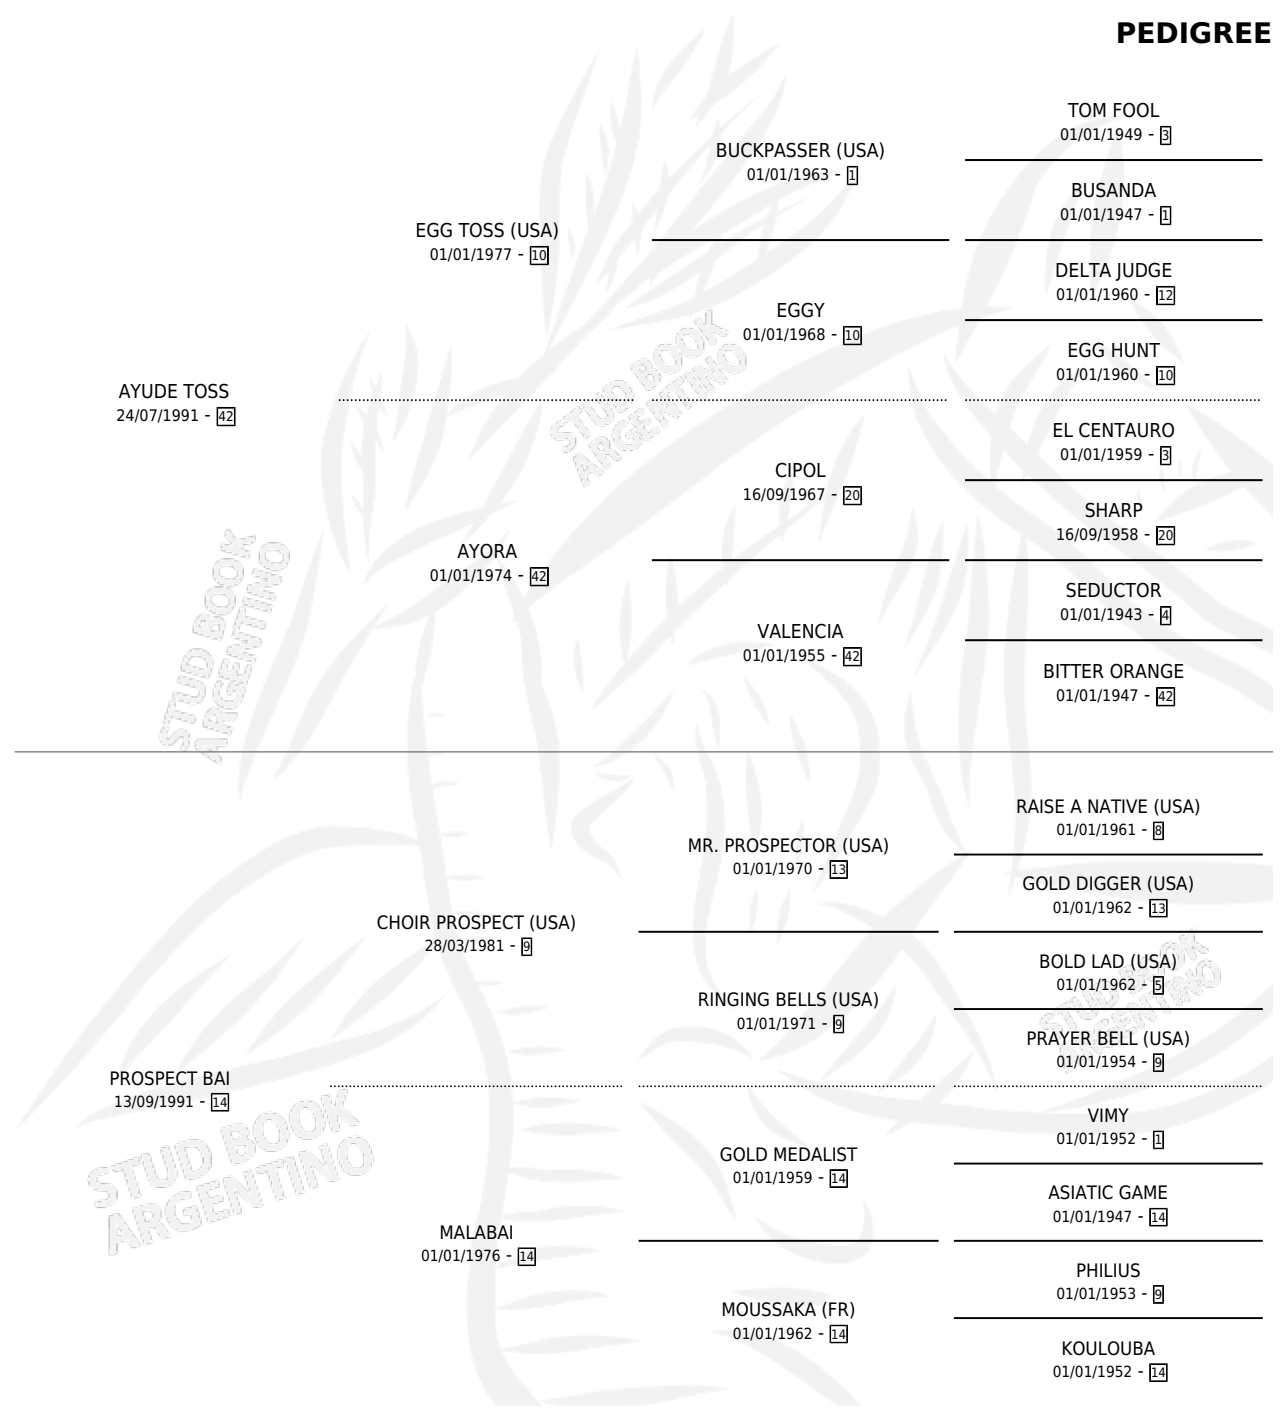 PEDIGREE
TOM FOOL
01/01/1949 - 3
BUCKPASSER (USA)
01/01/1963 - 1
BUSANDA
01/01/1947 - 1
EGG TOSS (USA)
01/01/1977 - 10
DELTA JUDGE
01/01/1960 - 12
EGGY
01/01/1968 - 10
EGG HUNT
01/01/1960 - 10
AYUDE TOSS
24/07/1991 - 42
STUD BOOK
ARGENTINO
EL CENTAURO
01/01/1959 - 3
CIPOL
16/09/1967 - 20
SHARP
16/09/1958 - 20
AYORA
01/01/1974 - 42
SEDUCTOR
01/01/1943 - 4
VALENCIA
01/01/1955 - 42
BITTER ORANGE
01/01/1947 - 42
STUD BOOK
ARGENTINO
RAISE A NATIVE (USA)
01/01/1961 - 8
MR. PROSPECTOR (USA)
01/01/1970 - 13
GOLD DIGGER (USA)
01/01/1962 - 13
CHOIR PROSPECT (USA)
28/03/1981 - 9
BOLD LAD (USA)
01/01/1962 - 5
RINGING BELLS (USA)
01/01/1971 - 9
STUD BOOK
ARGENTINO
PRAYER BELL (USA)
01/01/1954 - 9
PROSPECT BAI
13/09/1991 - 14
VIMY
01/01/1952 - 1
GOLD MEDALIST
01/01/1959 - 14
STUD BOOK
ARGENTINO
ASIATIC GAME
01/01/1947 - 14
MALABAI
01/01/1976 - 14
PHILIUS
01/01/1953 - 9
MOUSSAKA (FR)
01/01/1962 - 14
KOULOUBA
01/01/1952 - 14